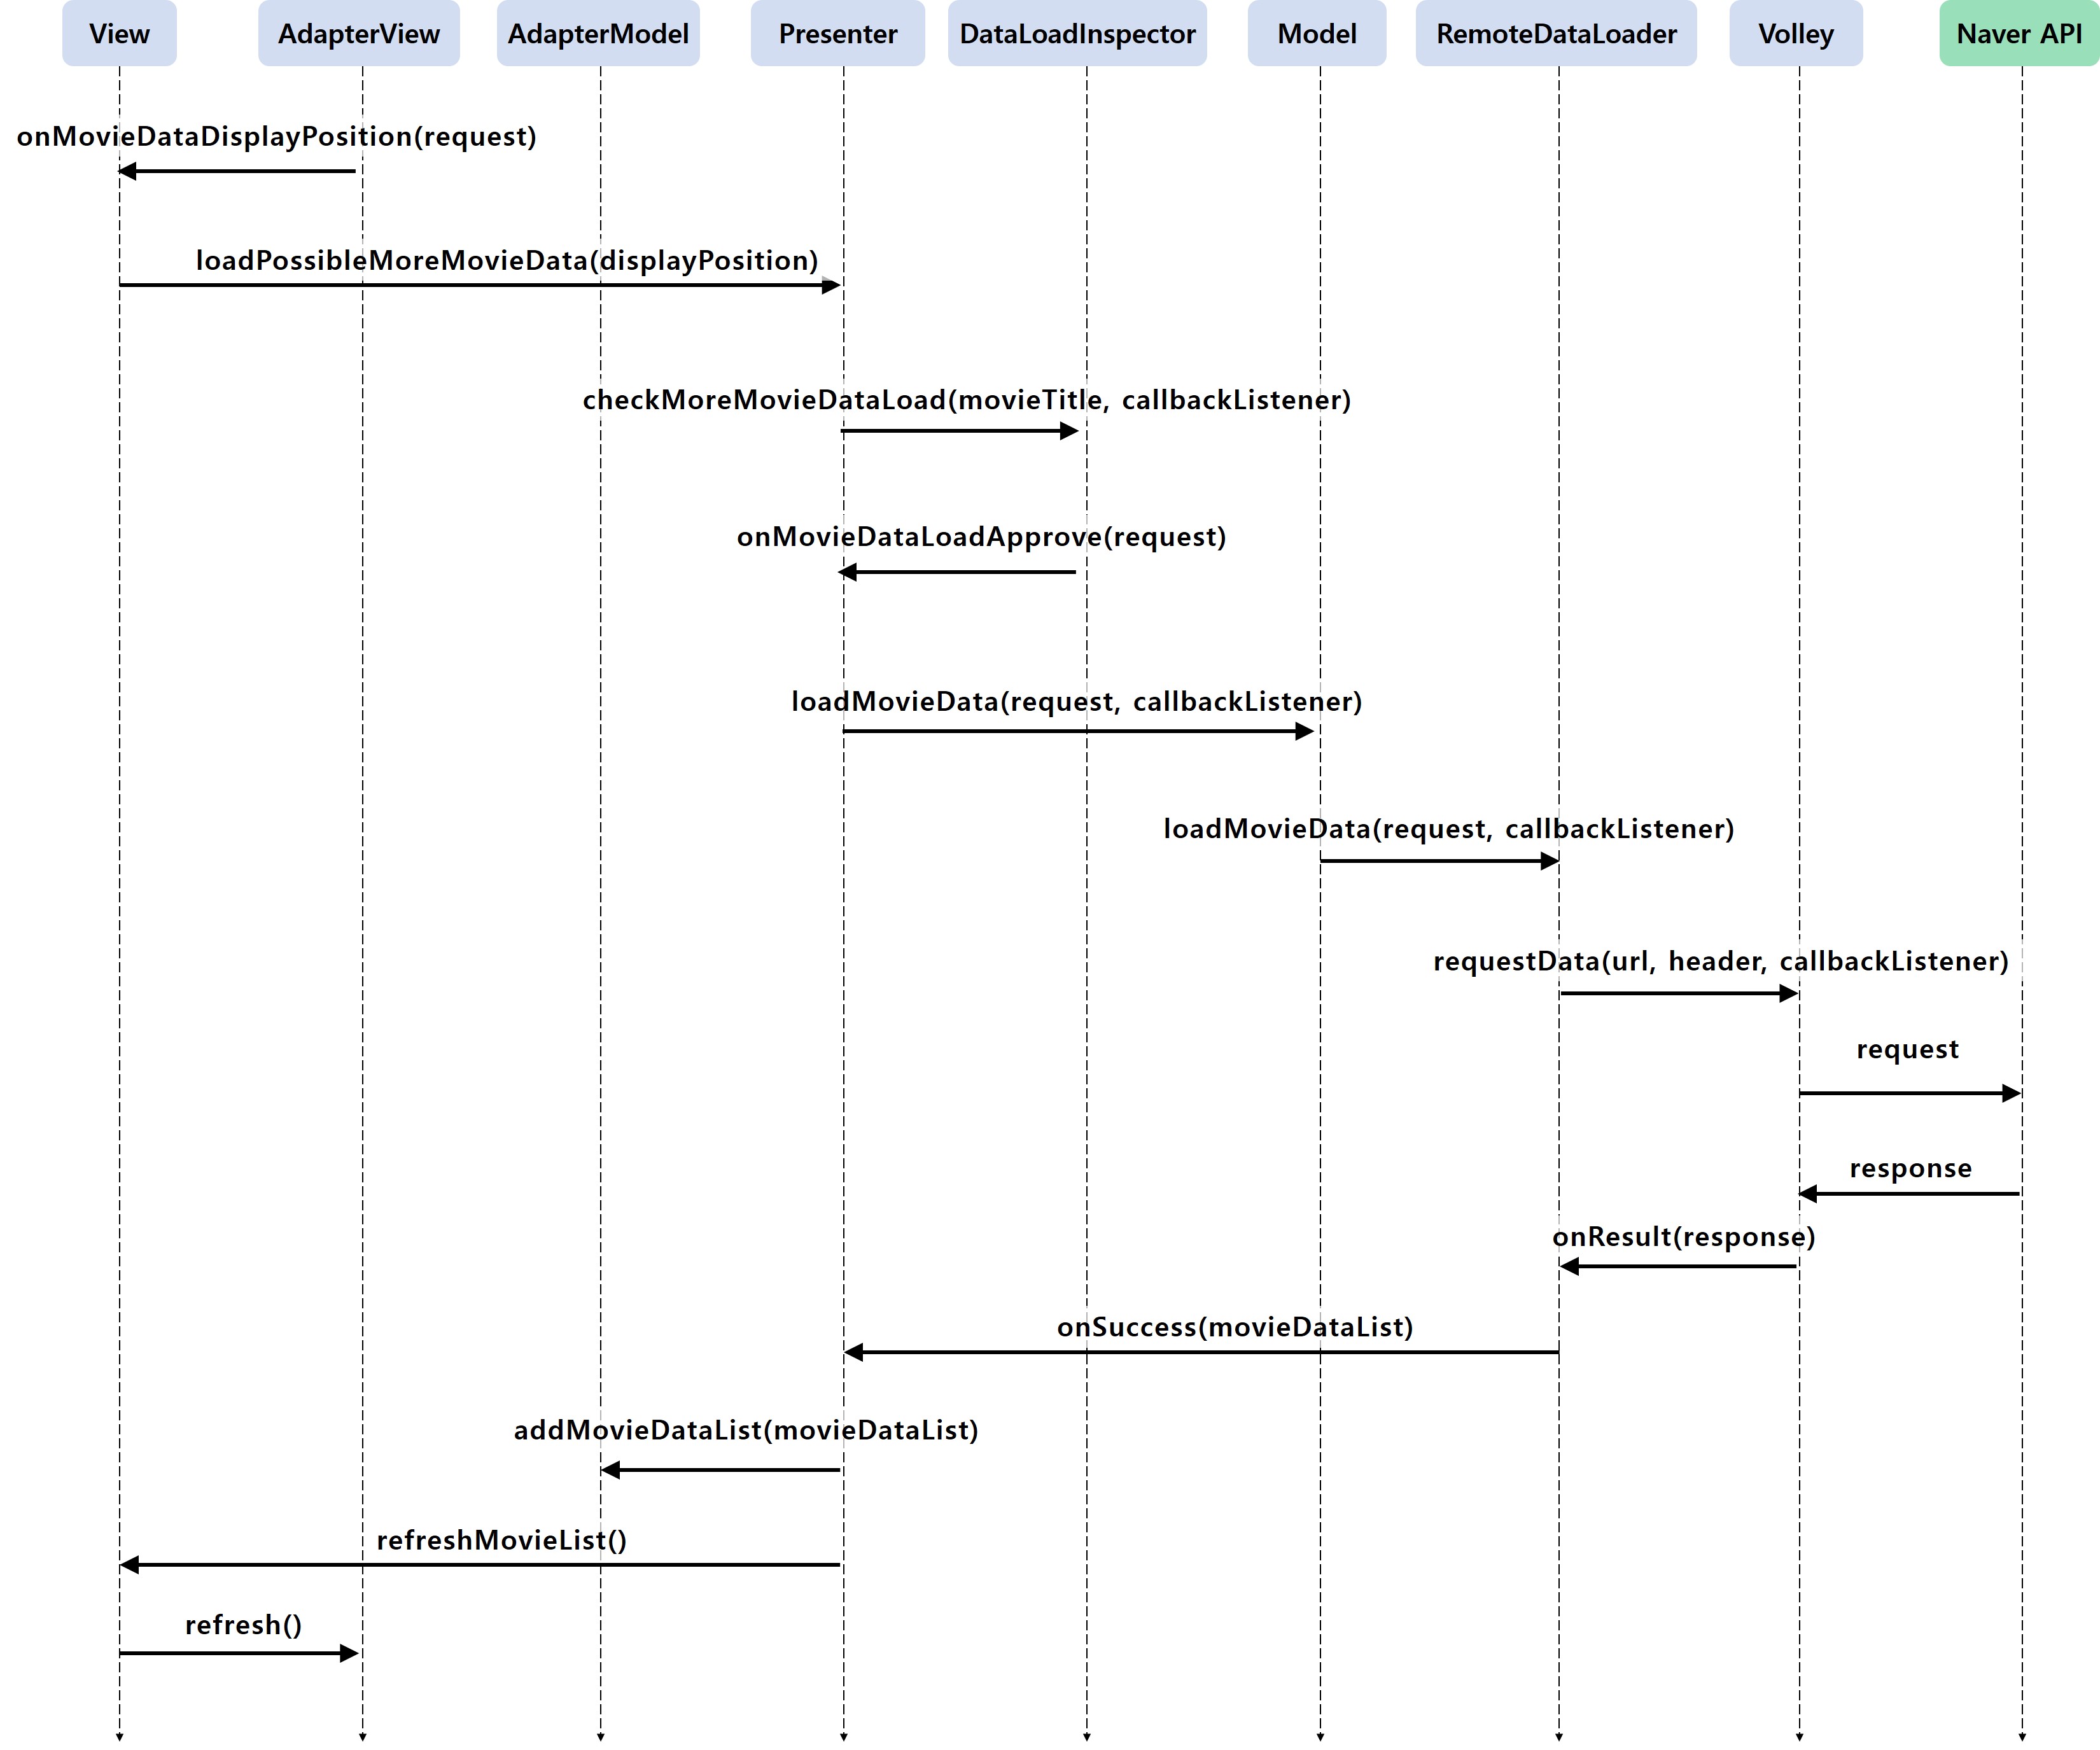 View
AdapterView
AdapterModel
Presenter
DataLoadInspector
Model
RemoteDataLoader
Volley
Naver API
onMovieDataDisplayPosition(request)
loadPossibleMoreMovieData(displayPosition)
checkMoreMovieDataLoad(movieTitle, callbackListener)
onMovieDataLoadApprove(request)
loadMovieData(request, callbackListener)
loadMovieData(request, callbackListener)
requestData(url, header, callbackListener)
request
response
onResult(response)
onSuccess(movieDataList)
addMovieDataList(movieDataList)
refreshMovieList()
refresh()